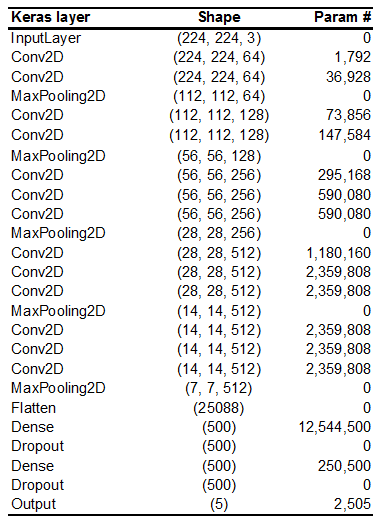 Keras layer Shape Param #
InputLayer (224, 224, 3) 0
Conv2D (224, 224, 64) 1,792
Conv2D (224, 224, 64) 36,928
MaxPooling2D (112, 112, 64) 0
Conv2D (112, 112, 128) 73,856
Conv2D (112, 112, 128) 147,584
MaxPooling2D (56, 56, 128) 0
Conv2D (56, 56, 256) 295,168
Conv2D (56, 56, 256) 590,080
Conv2D (56, 56, 256) 590,080
MaxPooling2D (28, 28, 256) 0
Conv2D (28, 28, 512) 1,180,160
Conv2D (28, 28, 512) 2,359,808
Conv2D (28, 28, 512) 2,359,808
MaxPooling2D (14, 14, 512) 0
Conv2D (14, 14, 512) 2,359,808
Conv2D (14, 14, 512) 2,359,808
Conv2D (14, 14, 512) 2,359,808
MaxPooling2D (7, 7, 512) 0
Flatten (25088) 0
Dense (500) 12,544,500
Dropout (500) 0
Dense (500) 250,500
Dropout (500) 0
Output (5) 2,505